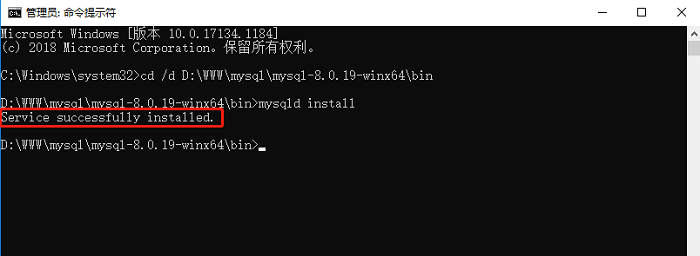 管理员: 命令提示符
Microsoft Windows [版本 10.0.17134.1184]
(c) 2018 Microsoft Corporation。保留所有权利。
C:\Windows\system32>cd /d D:\WWW\mysql\mysql-8.0.19-winx64\bin
D:\WWW\mysql\mysql-8.0.19-winx64\bin>mysqld install
Service successfully installed.
D:\WWW\mysql\mysql-8.0.19-winx64\bin>